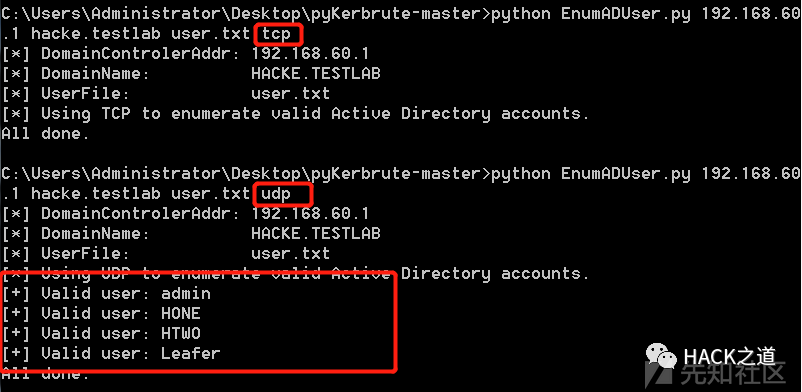 C:\Users\Administrator\Desktop\pyKerbrute-master>python EnumADUser.py 192.168.60
.1 hacke.testlab user.txt tcp
[*] DomainControlerAddr: 192.168.60.1
[*] DomainName:          HACKE.TESTLAB
[*] UserFile:            user.txt
[*] Using TCP to enumerate valid Active Directory accounts.
All done.
C:\Users\Administrator\Desktop\pyKerbrute-master>python EnumADUser.py 192.168.60
.1 hacke.testlab user.txt udp
[*] DomainControlerAddr: 192.168.60.1
[*] DomainName:          HACKE.TESTLAB
[*] UserFile:            user.txt
[*] Using UDP to enumerate valid Active Directory accounts.
[+] Valid user: admin
[+] Valid user: HONE
[+] Valid user: HTWO
[+] Valid user: Leafer
All done.
HACK之道
先知社区